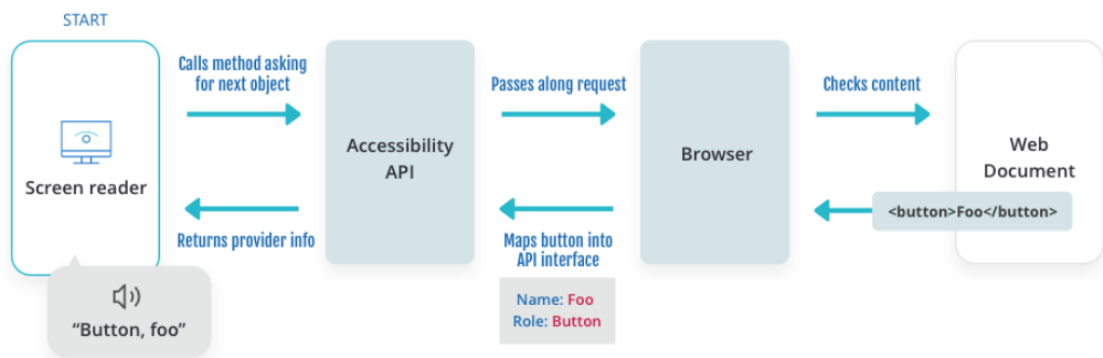 START
Calls method asking
for next object
Passes along request
Checks content
Screen reader
Accessibility
API
Browser
Web
Document
<button>Foo</button>
Returns provider info
Maps button into
API interface
Name: Foo
Role: Button
“Button, foo”